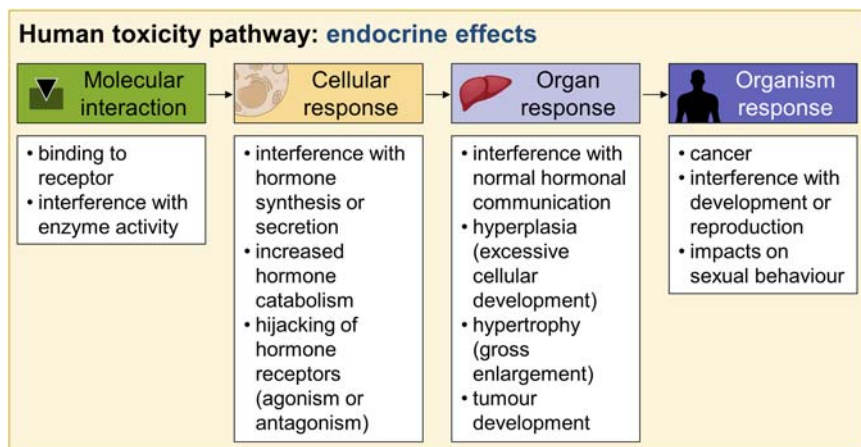 Human toxicity pathway: endocrine effects
Molecular
interaction
Cellular
response
Organ
response
Organism
response
• binding to
receptor
• interference with
enzyme activity
• interference with
hormone
synthesis or
secretion
• increased
hormone
catabolism
• hijacking of
hormone
receptors
(agonism or
antagonism)
• interference with
normal hormonal
communication
• hyperplasia
(excessive
cellular
development)
• hypertrophy
(gross
enlargement)
• tumour
development
• cancer
• interference with
development or
reproduction
• impacts on
sexual behaviour